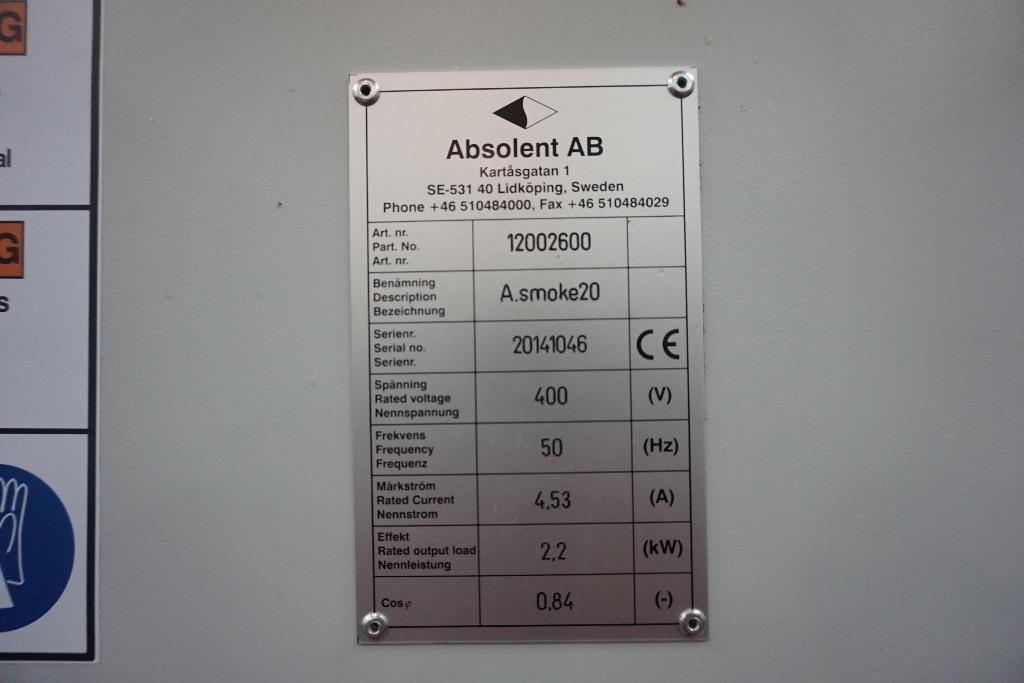 G
al
G
s
Absolent AB
Kartåsgatan 1
SE-531 40 Lidköping, Sweden
Phone +46 510484000, Fax +46 510484029
Art. nr.
Part. No.
Art. nr.
12002600
Benämning
Description
Bezeichnung
A.smoke20
Serienr.
Serial no.
Serienr.
20141046
CE
Spänning
Rated voltage
Nennspannung
400
(V)
Frekvens
Frequency
Frequenz
50
(Hz)
Märkström
Rated Current
Nennstrom
4.53
(A)
Effekt
Rated output load
Nennleistung
2,2
(kW)
Cosφ
0,84
(-)